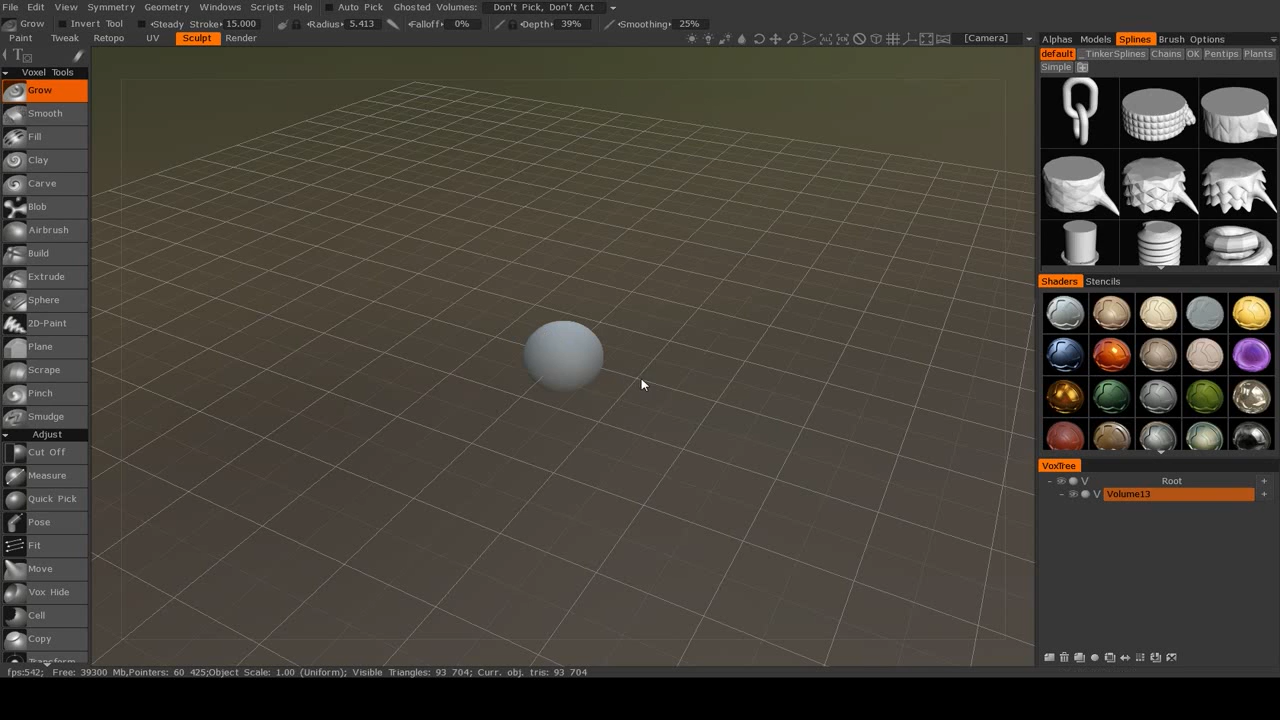 File Edit View Symmetry Geometry Windows Scripts Help Auto Pick Ghosted Volumes: Don't Pick, Don't Act
Grow Invert Tool Steady Stroke 15.000 Radius 5.413 Falloff 0% Depth 39% Smoothing 25%
Paint Tweak Retopo UV Sculpt Render [Camera]
Alphas Models Splines Brush Options
default _TinkerSplines Chains OK Pentips Plants
Simple
Voxel Tools
Grow
Smooth
Fill
Clay
Carve
Blob
Airbrush
Build
Extrude
Sphere
2D-Paint
Plane
Scrape
Pinch
Smudge
Adjust
Cut Off
Measure
Quick Pick
Pose
Fit
Move
Vox Hide
Cell
Copy
Transform
Shaders Stencils
VoxTree
V Root +
V Volume13 +
fps:542; Free: 39300 Mb,Pointers: 60 425;Object Scale: 1.00 (Uniform); Visible Triangles: 93 704; Curr. obj. tris: 93 704